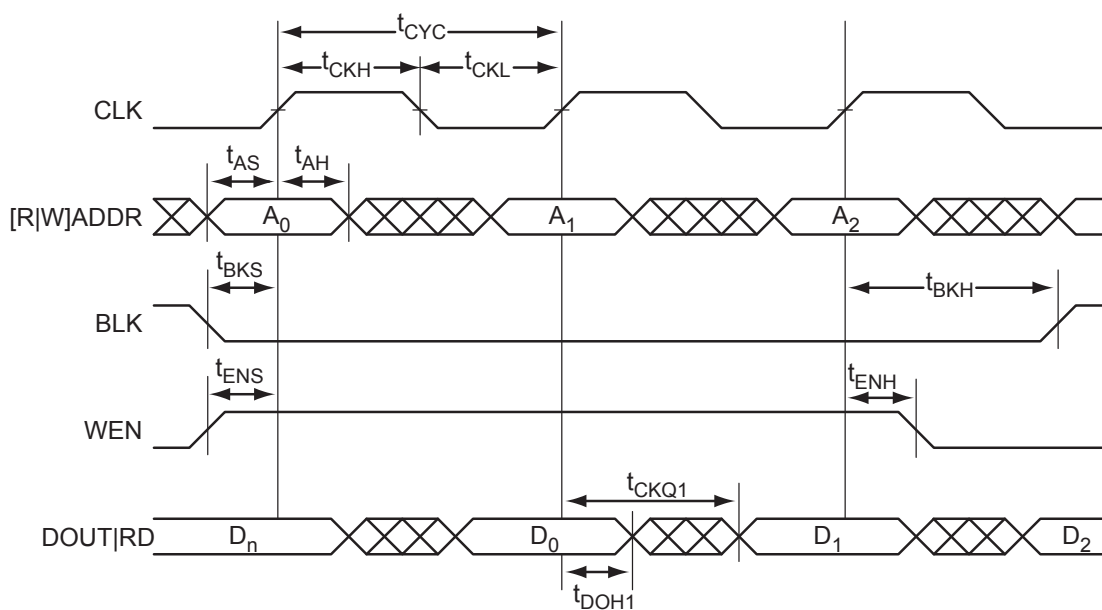 tCYC
tCKH tCKL
CLK
tAS tAH
[R|W]ADDR A0 A1 A2
tBKS tBKH
BLK
tENS tENH
WEN
tCKQ1
DOUT|RD Dn D0 D1 D2
tDOH1